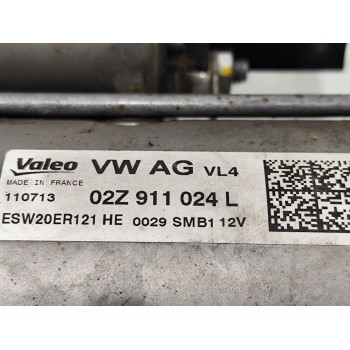 Valeo VW AG VL4
MADE IN FRANCE
110713 02Z 911 024 L
ESW20ER121 HE 0029 SMB1 12V